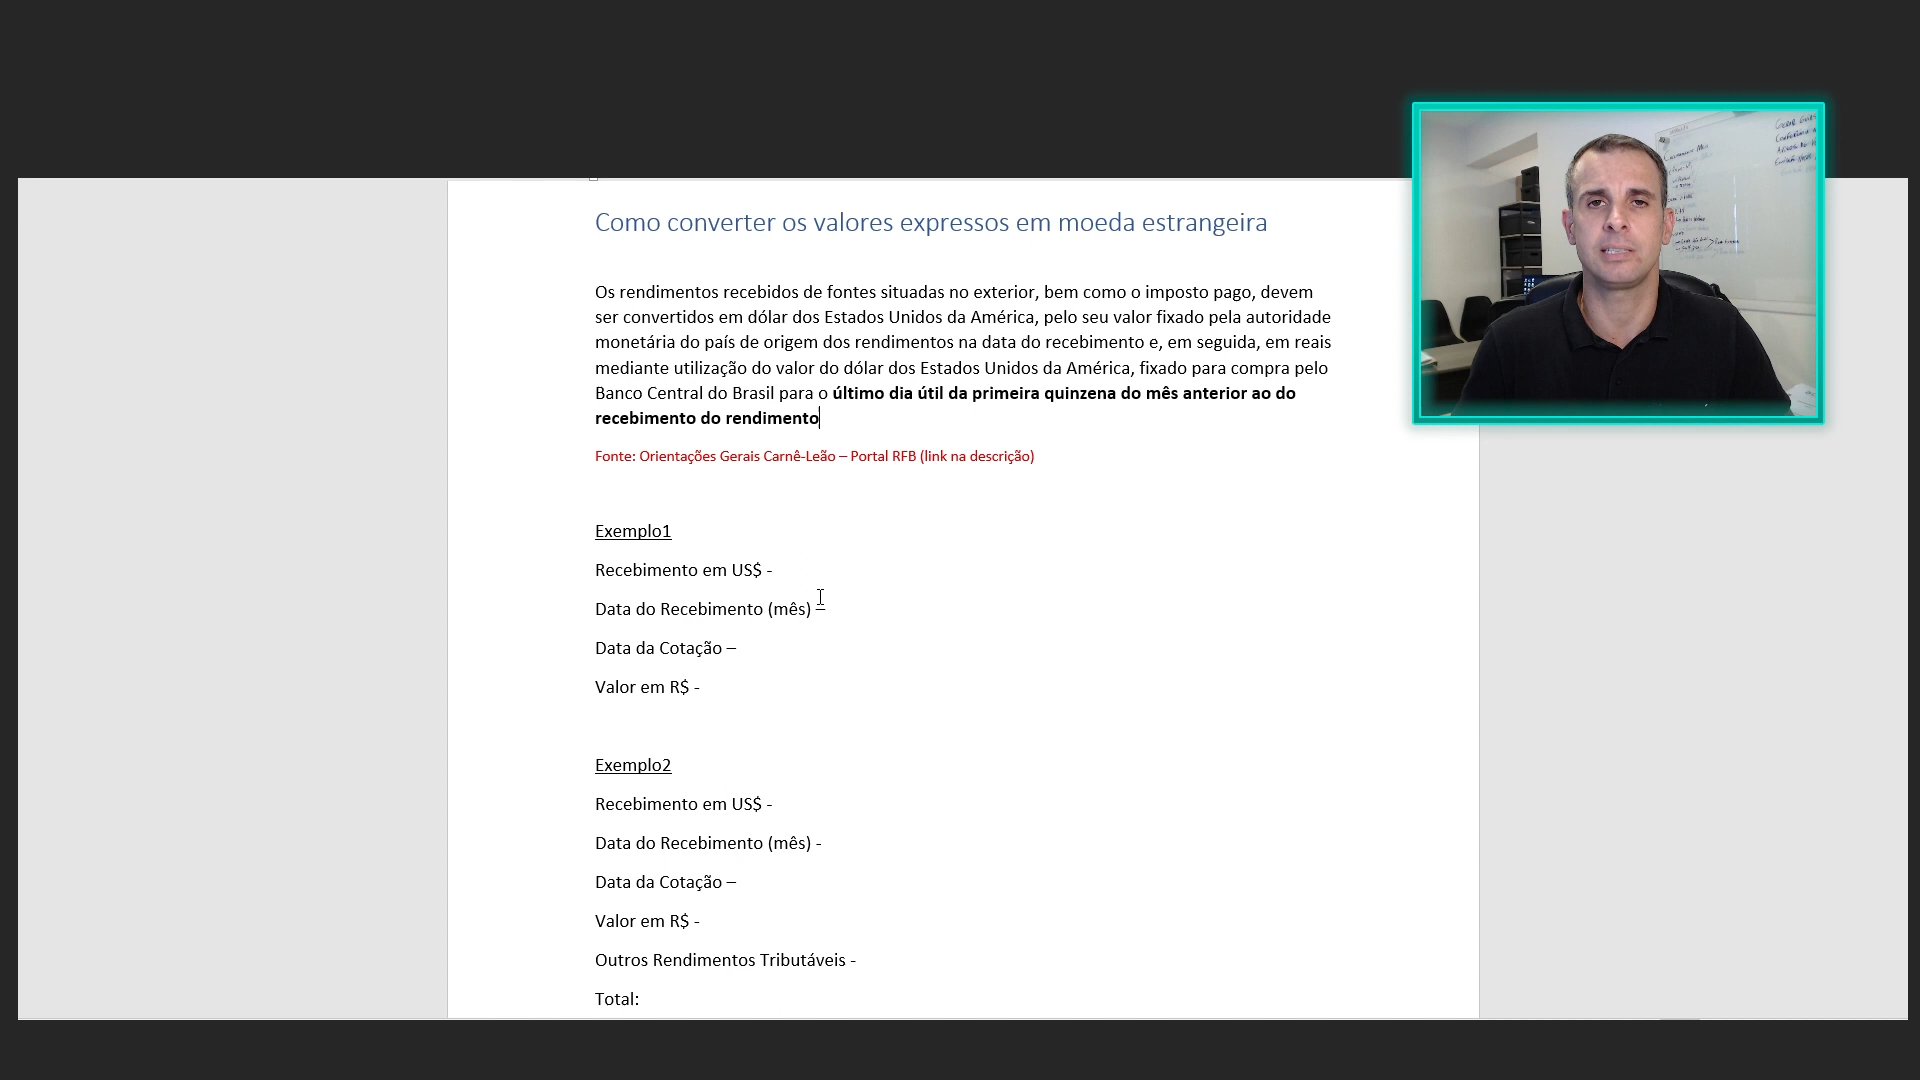 Como converter os valores expressos em moeda estrangeira
Os rendimentos recebidos de fontes situadas no exterior, bem como o imposto pago, devem
ser convertidos em dólar dos Estados Unidos da América, pelo seu valor fixado pela autoridade
monetária do país de origem dos rendimentos na data do recebimento e, em seguida, em reais
mediante utilização do valor do dólar dos Estados Unidos da América, fixado para compra pelo
Banco Central do Brasil para o último dia útil da primeira quinzena do mês anterior ao do
recebimento do rendimento
Fonte: Orientações Gerais Carnê-Leão – Portal RFB (link na descrição)
Exemplo1
Recebimento em US$ -
Data do Recebimento (mês) –
Data da Cotação –
Valor em R$ -
Exemplo2
Recebimento em US$ -
Data do Recebimento (mês) -
Data da Cotação –
Valor em R$ -
Outros Rendimentos Tributáveis -
Total: